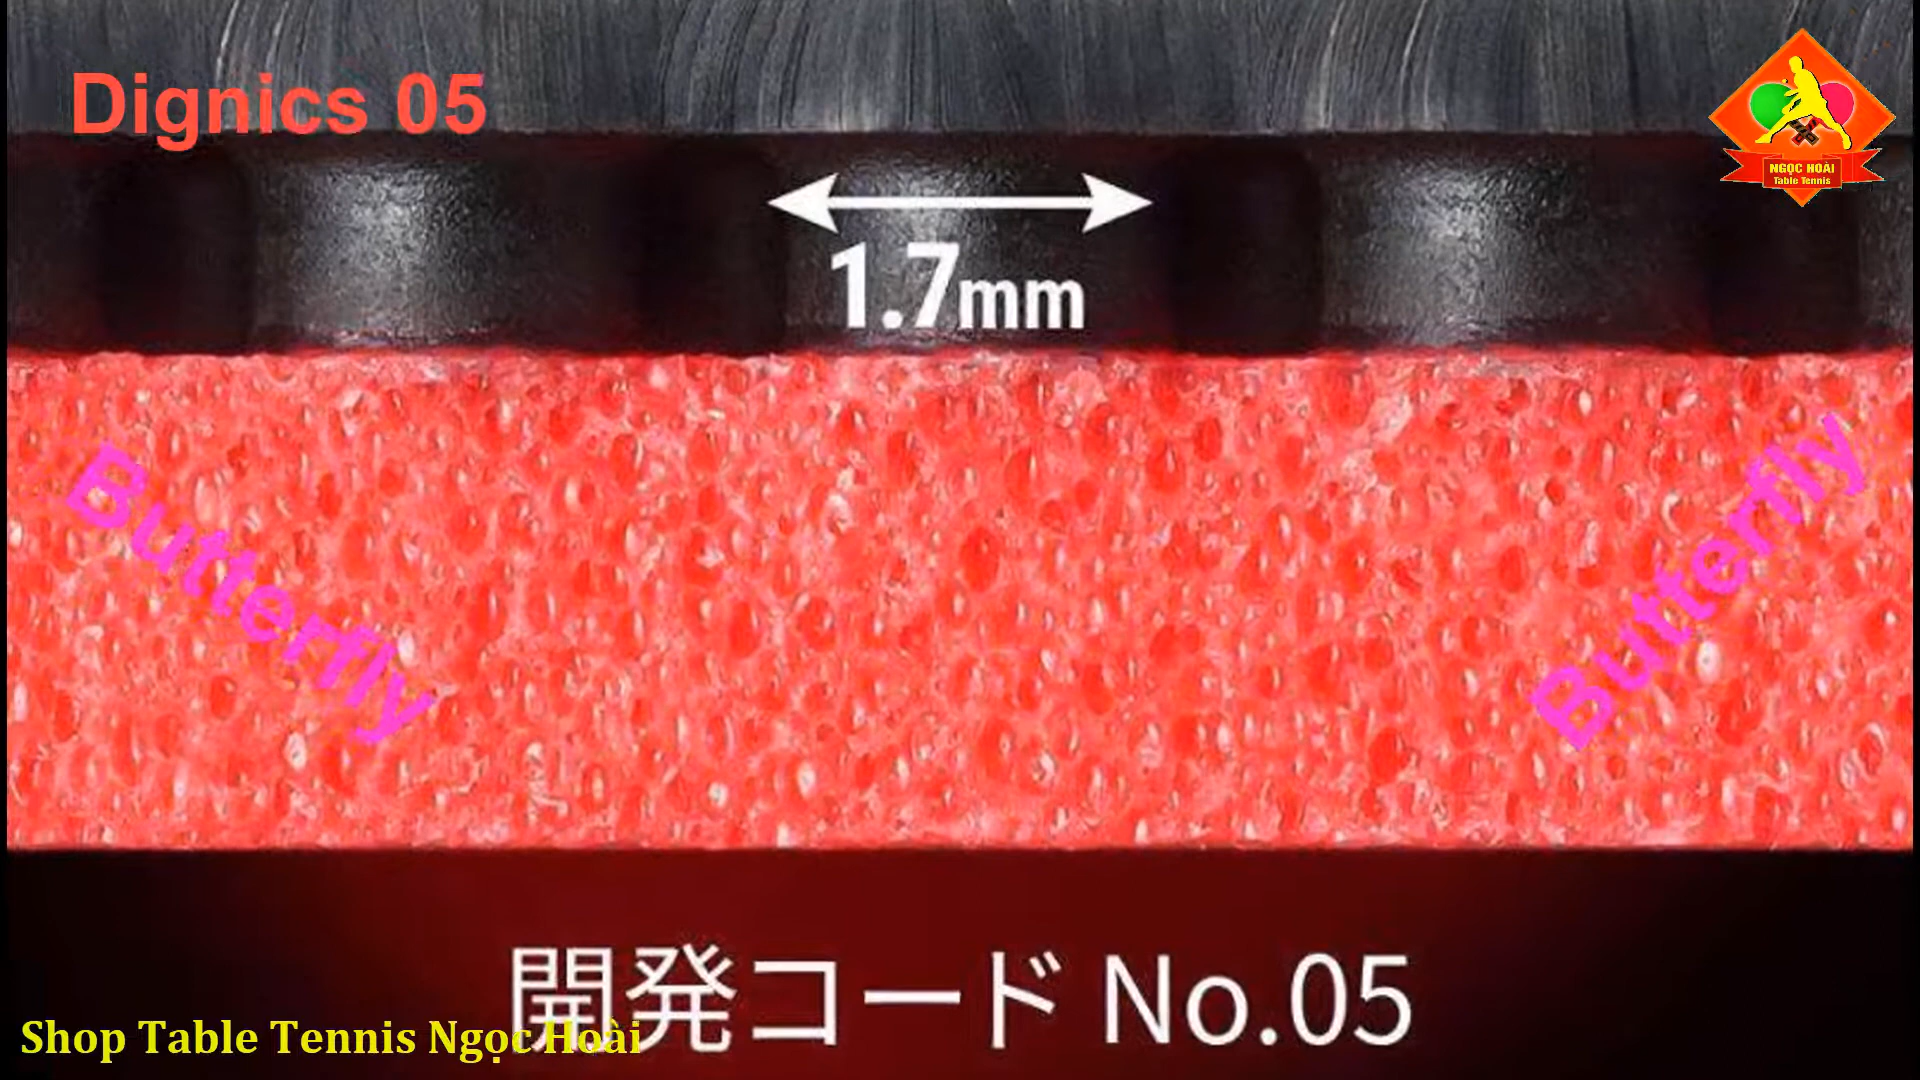 Dignics 05
NGỌC HOÀI
Table Tennis
1.7mm
Butterfly
Butterfly
開発コード No.05
Shop Table Tennis Ngọc Hoài